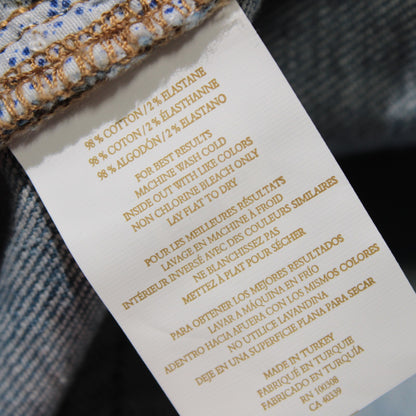 98 % COTTON / 2 % ELASTANE
98 % COTON / 2 % ÉLASTHANNE
98 % ALGODÓN / 2 % ELASTANO
FOR BEST RESULTS
MACHINE WASH COLD
INSIDE OUT WITH LIKE COLORS
NON CHLORINE BLEACH ONLY
LAY FLAT TO DRY
POUR LES MEILLEURES RÉSULTATS
LAVAGE EN MACHINE À FROID
INTÉRIEUR INVERSÉ AVEC DES COULEURS SIMILAIRES
NE BLANCHISSEZ PAS
METTEZ À PLAT POUR SÉCHER
PARA OBTENER LOS MEJORES RESULTADOS
LAVAR A MÁQUINA EN FRÍO
ADENTRO HACIA AFUERA CON LOS MISMOS COLORES
NO UTILICE LAVANDINA
DEJE EN UNA SUPERFICIE PLANA PARA SECAR
MADE IN TURKEY
FABRIQUÉ EN TURQUIE
FABRICADO EN TURQUÍA
RN 100308
CA 40339